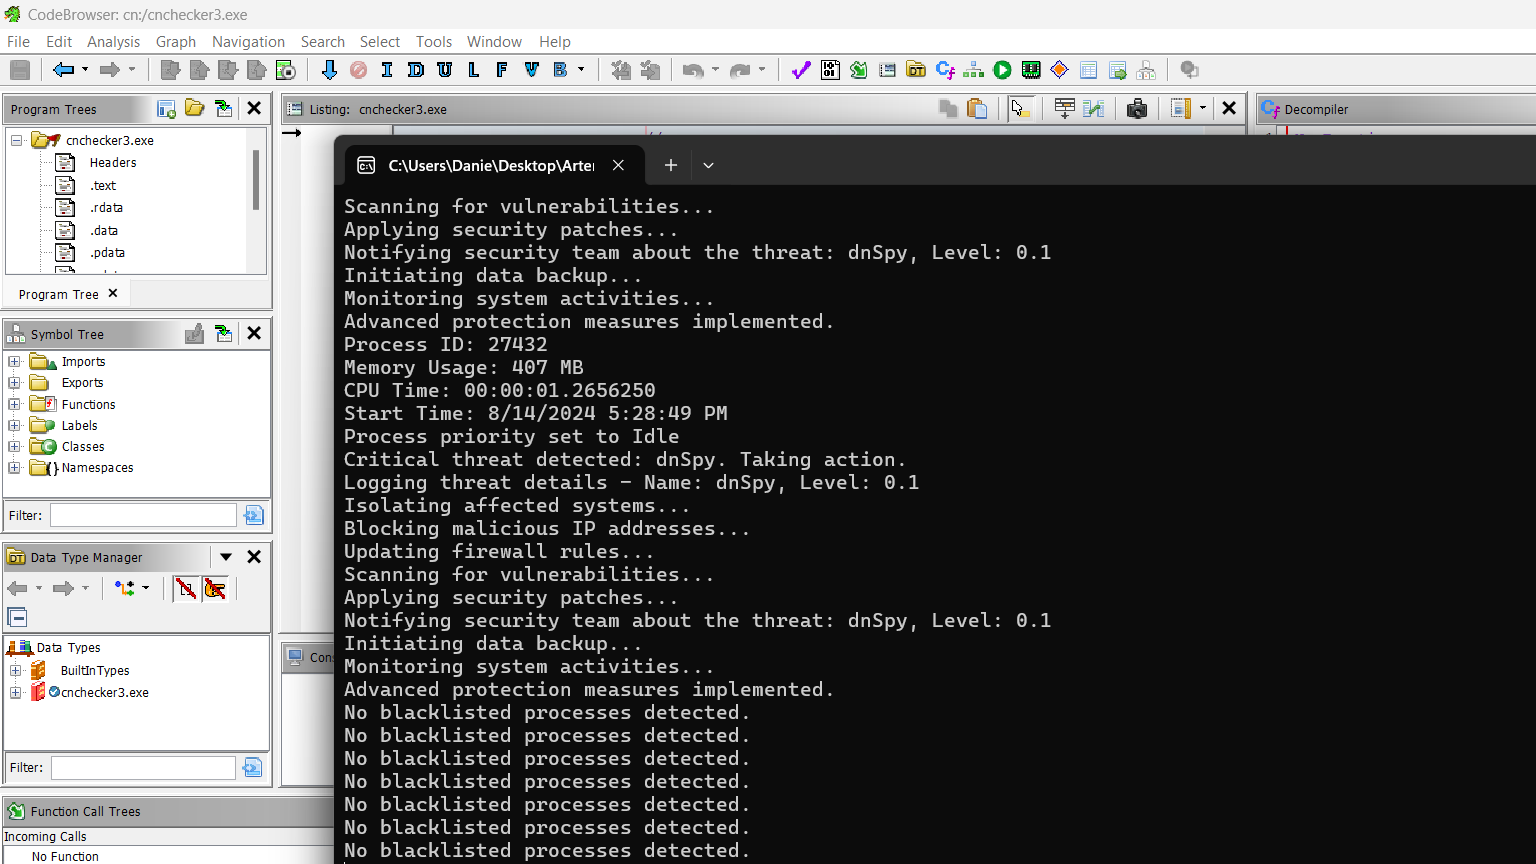 CodeBrowser: cn:/cnchecker3.exe
File Edit Analysis Graph Navigation Search Select Tools Window Help
I D U L F V B
Program Trees
cnchecker3.exe
Headers
.text
.rdata
.data
.pdata
Program Tree
Symbol Tree
Imports
Exports
Functions
Labels
Classes
Namespaces
Filter:
Data Type Manager
Data Types
BuiltInTypes
cnchecker3.exe
Filter:
Function Call Trees
Incoming Calls
No Function
Listing: cnchecker3.exe
Decompiler
C:\Users\Danie\Desktop\Arte
Scanning for vulnerabilities...
Applying security patches...
Notifying security team about the threat: dnSpy, Level: 0.1
Initiating data backup...
Monitoring system activities...
Advanced protection measures implemented.
Process ID: 27432
Memory Usage: 407 MB
CPU Time: 00:00:01.2656250
Start Time: 8/14/2024 5:28:49 PM
Process priority set to Idle
Critical threat detected: dnSpy. Taking action.
Logging threat details - Name: dnSpy, Level: 0.1
Isolating affected systems...
Blocking malicious IP addresses...
Updating firewall rules...
Scanning for vulnerabilities...
Applying security patches...
Notifying security team about the threat: dnSpy, Level: 0.1
Initiating data backup...
Monitoring system activities...
Advanced protection measures implemented.
No blacklisted processes detected.
No blacklisted processes detected.
No blacklisted processes detected.
No blacklisted processes detected.
No blacklisted processes detected.
No blacklisted processes detected.
No blacklisted processes detected.
Cons